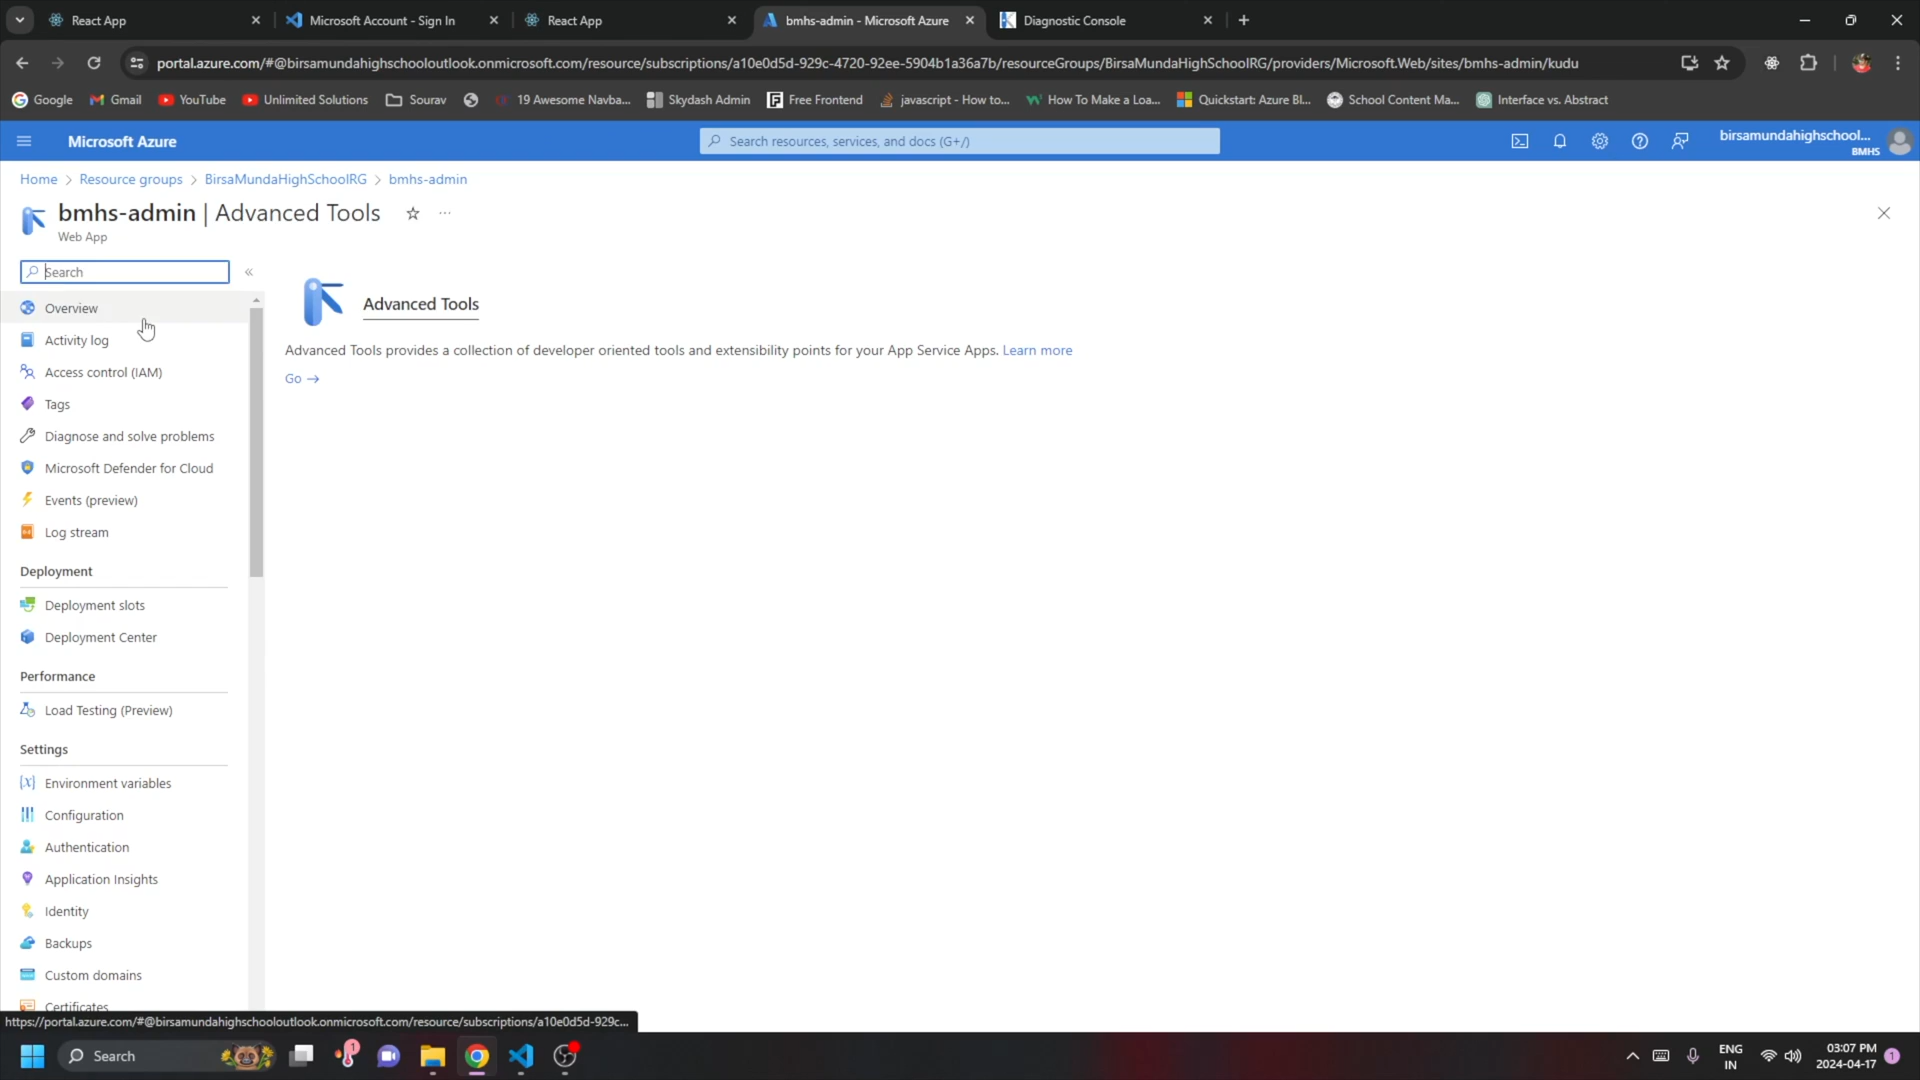 React App
Microsoft Account - Sign In
React App
bmhs-admin - Microsoft Azure
Diagnostic Console
portal.azure.com/#@birsamundahighschooloutlook.onmicrosoft.com/resource/subscriptions/a10e0d5d-929c-4720-92ee-5904b1a36a7b/resourceGroups/BirsaMundaHighSchoolRG/providers/Microsoft.Web/sites/bmhs-admin/kudu
Google
Gmail
YouTube
Unlimited Solutions
Sourav
19 Awesome Navba...
Skydash Admin
Free Frontend
javascript - How to...
How To Make a Loa...
Quickstart: Azure Bl...
School Content Ma...
Interface vs. Abstract
Microsoft Azure
Search resources, services, and docs (G+/)
birsamundahighschool...
BMHS
Home > Resource groups > BirsaMundaHighSchoolRG > bmhs-admin
bmhs-admin | Advanced Tools
Web App
Search
Overview
Activity log
Access control (IAM)
Tags
Diagnose and solve problems
Microsoft Defender for Cloud
Events (preview)
Log stream
Deployment
Deployment slots
Deployment Center
Performance
Load Testing (Preview)
Settings
Environment variables
Configuration
Authentication
Application Insights
Identity
Backups
Custom domains
Certificates
Advanced Tools
Advanced Tools provides a collection of developer oriented tools and extensibility points for your App Service Apps. Learn more
Go →
https://portal.azure.com/#@birsamundahighschooloutlook.onmicrosoft.com/resource/subscriptions/a10e0d5d-929c...
Search
1
ENG
IN
03:07 PM
2024-04-17
1